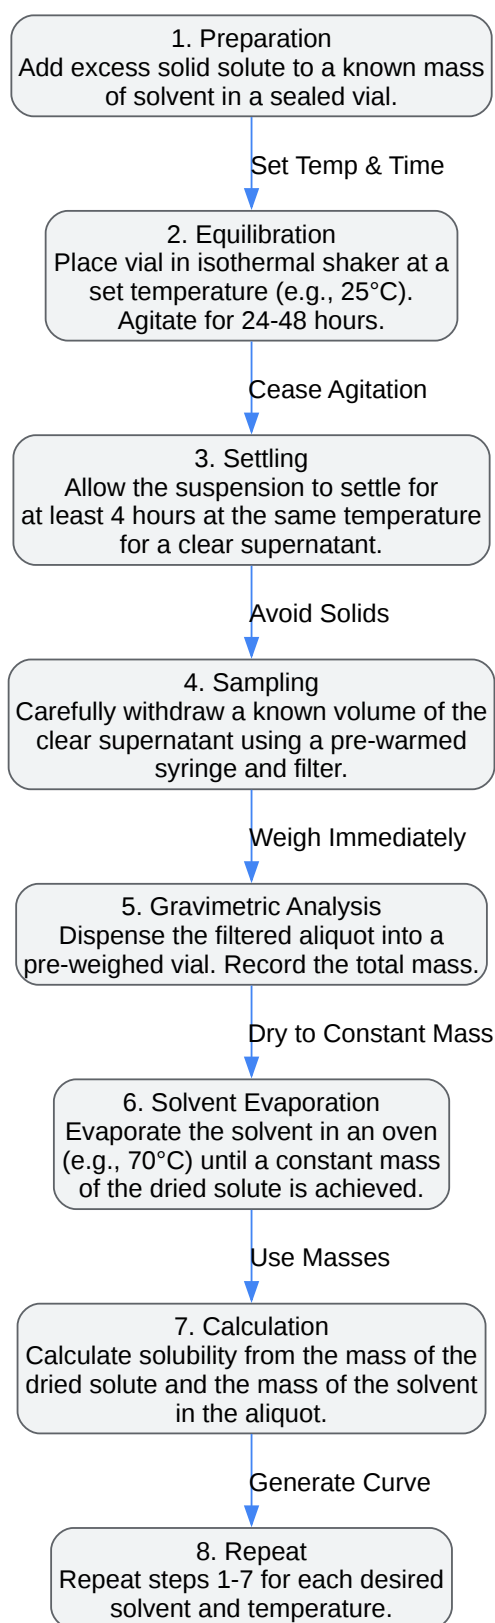 1. Preparation
Add excess solid solute to a known mass
of solvent in a sealed vial.
Set Temp & Time
2. Equilibration
Place vial in isothermal shaker at a
set temperature (e.g., 25°C).
Agitate for 24-48 hours.
Cease Agitation
3. Settling
Allow the suspension to settle for
at least 4 hours at the same temperature
for a clear supernatant.
Avoid Solids
4. Sampling
Carefully withdraw a known volume of the
clear supernatant using a pre-warmed
syringe and filter.
Weigh Immediately
5. Gravimetric Analysis
Dispense the filtered aliquot into a
pre-weighed vial. Record the total mass.
Dry to Constant Mass
6. Solvent Evaporation
Evaporate the solvent in an oven
(e.g., 70°C) until a constant mass
of the dried solute is achieved.
Use Masses
7. Calculation
Calculate solubility from the mass of the
dried solute and the mass of the solvent
in the aliquot.
Generate Curve
8. Repeat
Repeat steps 1-7 for each desired
solvent and temperature.